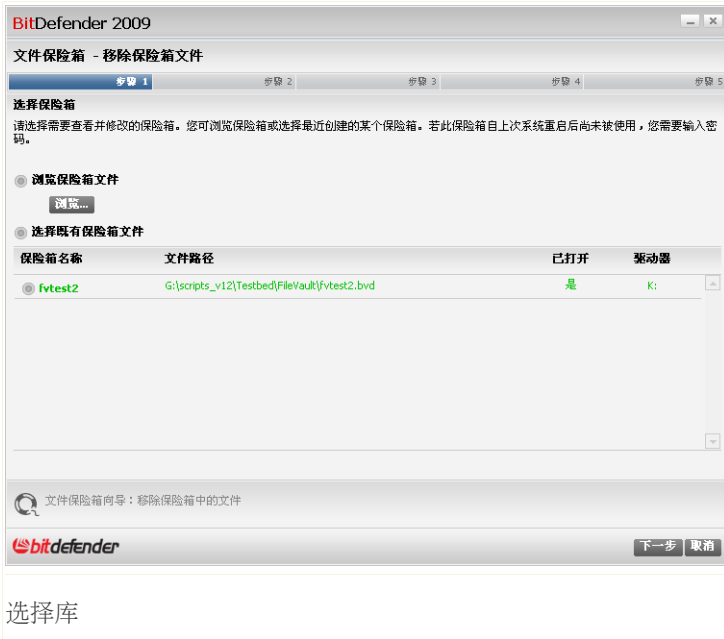 BitDefender 2009
文件保险箱 - 移除保险箱文件
步骤 1 步骤 2 步骤 3 步骤 4 步骤 5
选择保险箱
请选择需要查看并修改的保险箱。您可浏览保险箱或选择最近创建的某个保险箱。若此保险箱自上次系统重启后尚未被使用，您需要输入密
码。
浏览保险箱文件
浏览...
选择既有保险箱文件
保险箱名称 文件路径 已打开 驱动器
fvtest2 G:\scripts_v12\Testbed\FileVault\fvtest2.bvd 是 K:
文件保险箱向导：移除保险箱中的文件
bitdefender 下一步 取消
选择库